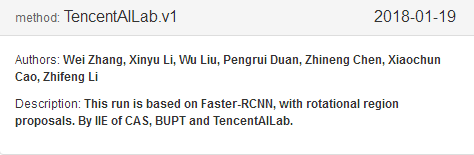 method: TencentAILab.v1 2018-01-19
Authors: Wei Zhang, Xinyu Li, Wu Liu, Pengrui Duan, Zhineng Chen, Xiaochun
Cao, Zhifeng Li
Description: This run is based on Faster-RCNN, with rotational region
proposals. By IIE of CAS, BUPT and TencentAILab.